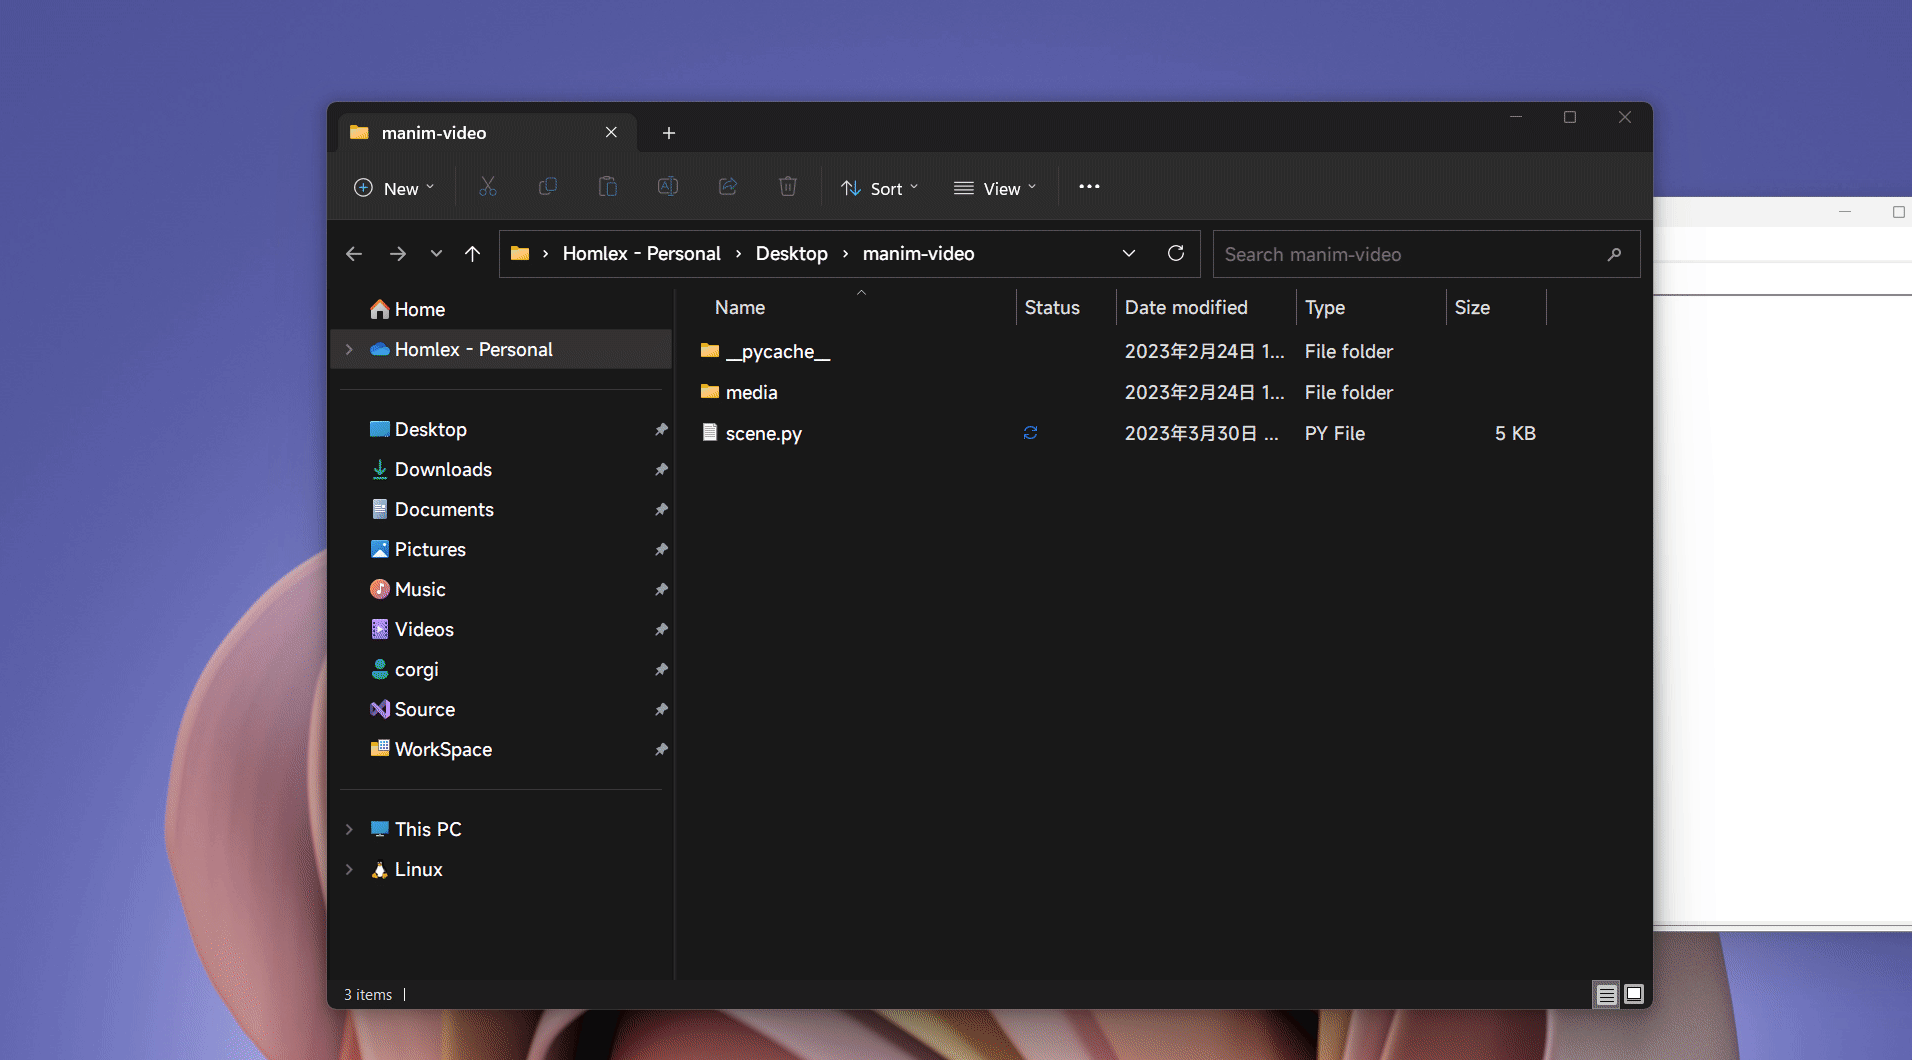 manim-video
New
Sort
View
Homlex - Personal
Desktop
manim-video
Search manim-video
Home
Homlex - Personal
Desktop
Downloads
Documents
Pictures
Music
Videos
corgi
Source
WorkSpace
This PC
Linux
Name Status Date modified Type Size
__pycache__ 2023年2月24日 1... File folder
media 2023年2月24日 1... File folder
scene.py 2023年3月30日 ... PY File 5 KB
3 items